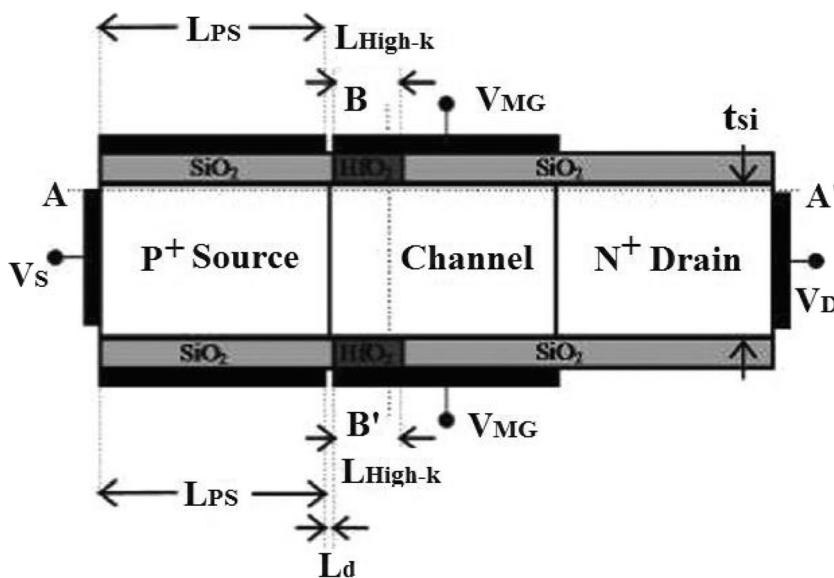 LPS
LHigh-k
B
VMG
tsi
SiO2
HfO2
SiO2
A
A'
P+ Source
Channel
N+ Drain
VS
VD
SiO2
HfO2
SiO2
B'
VMG
LHigh-k
LPS
Ld